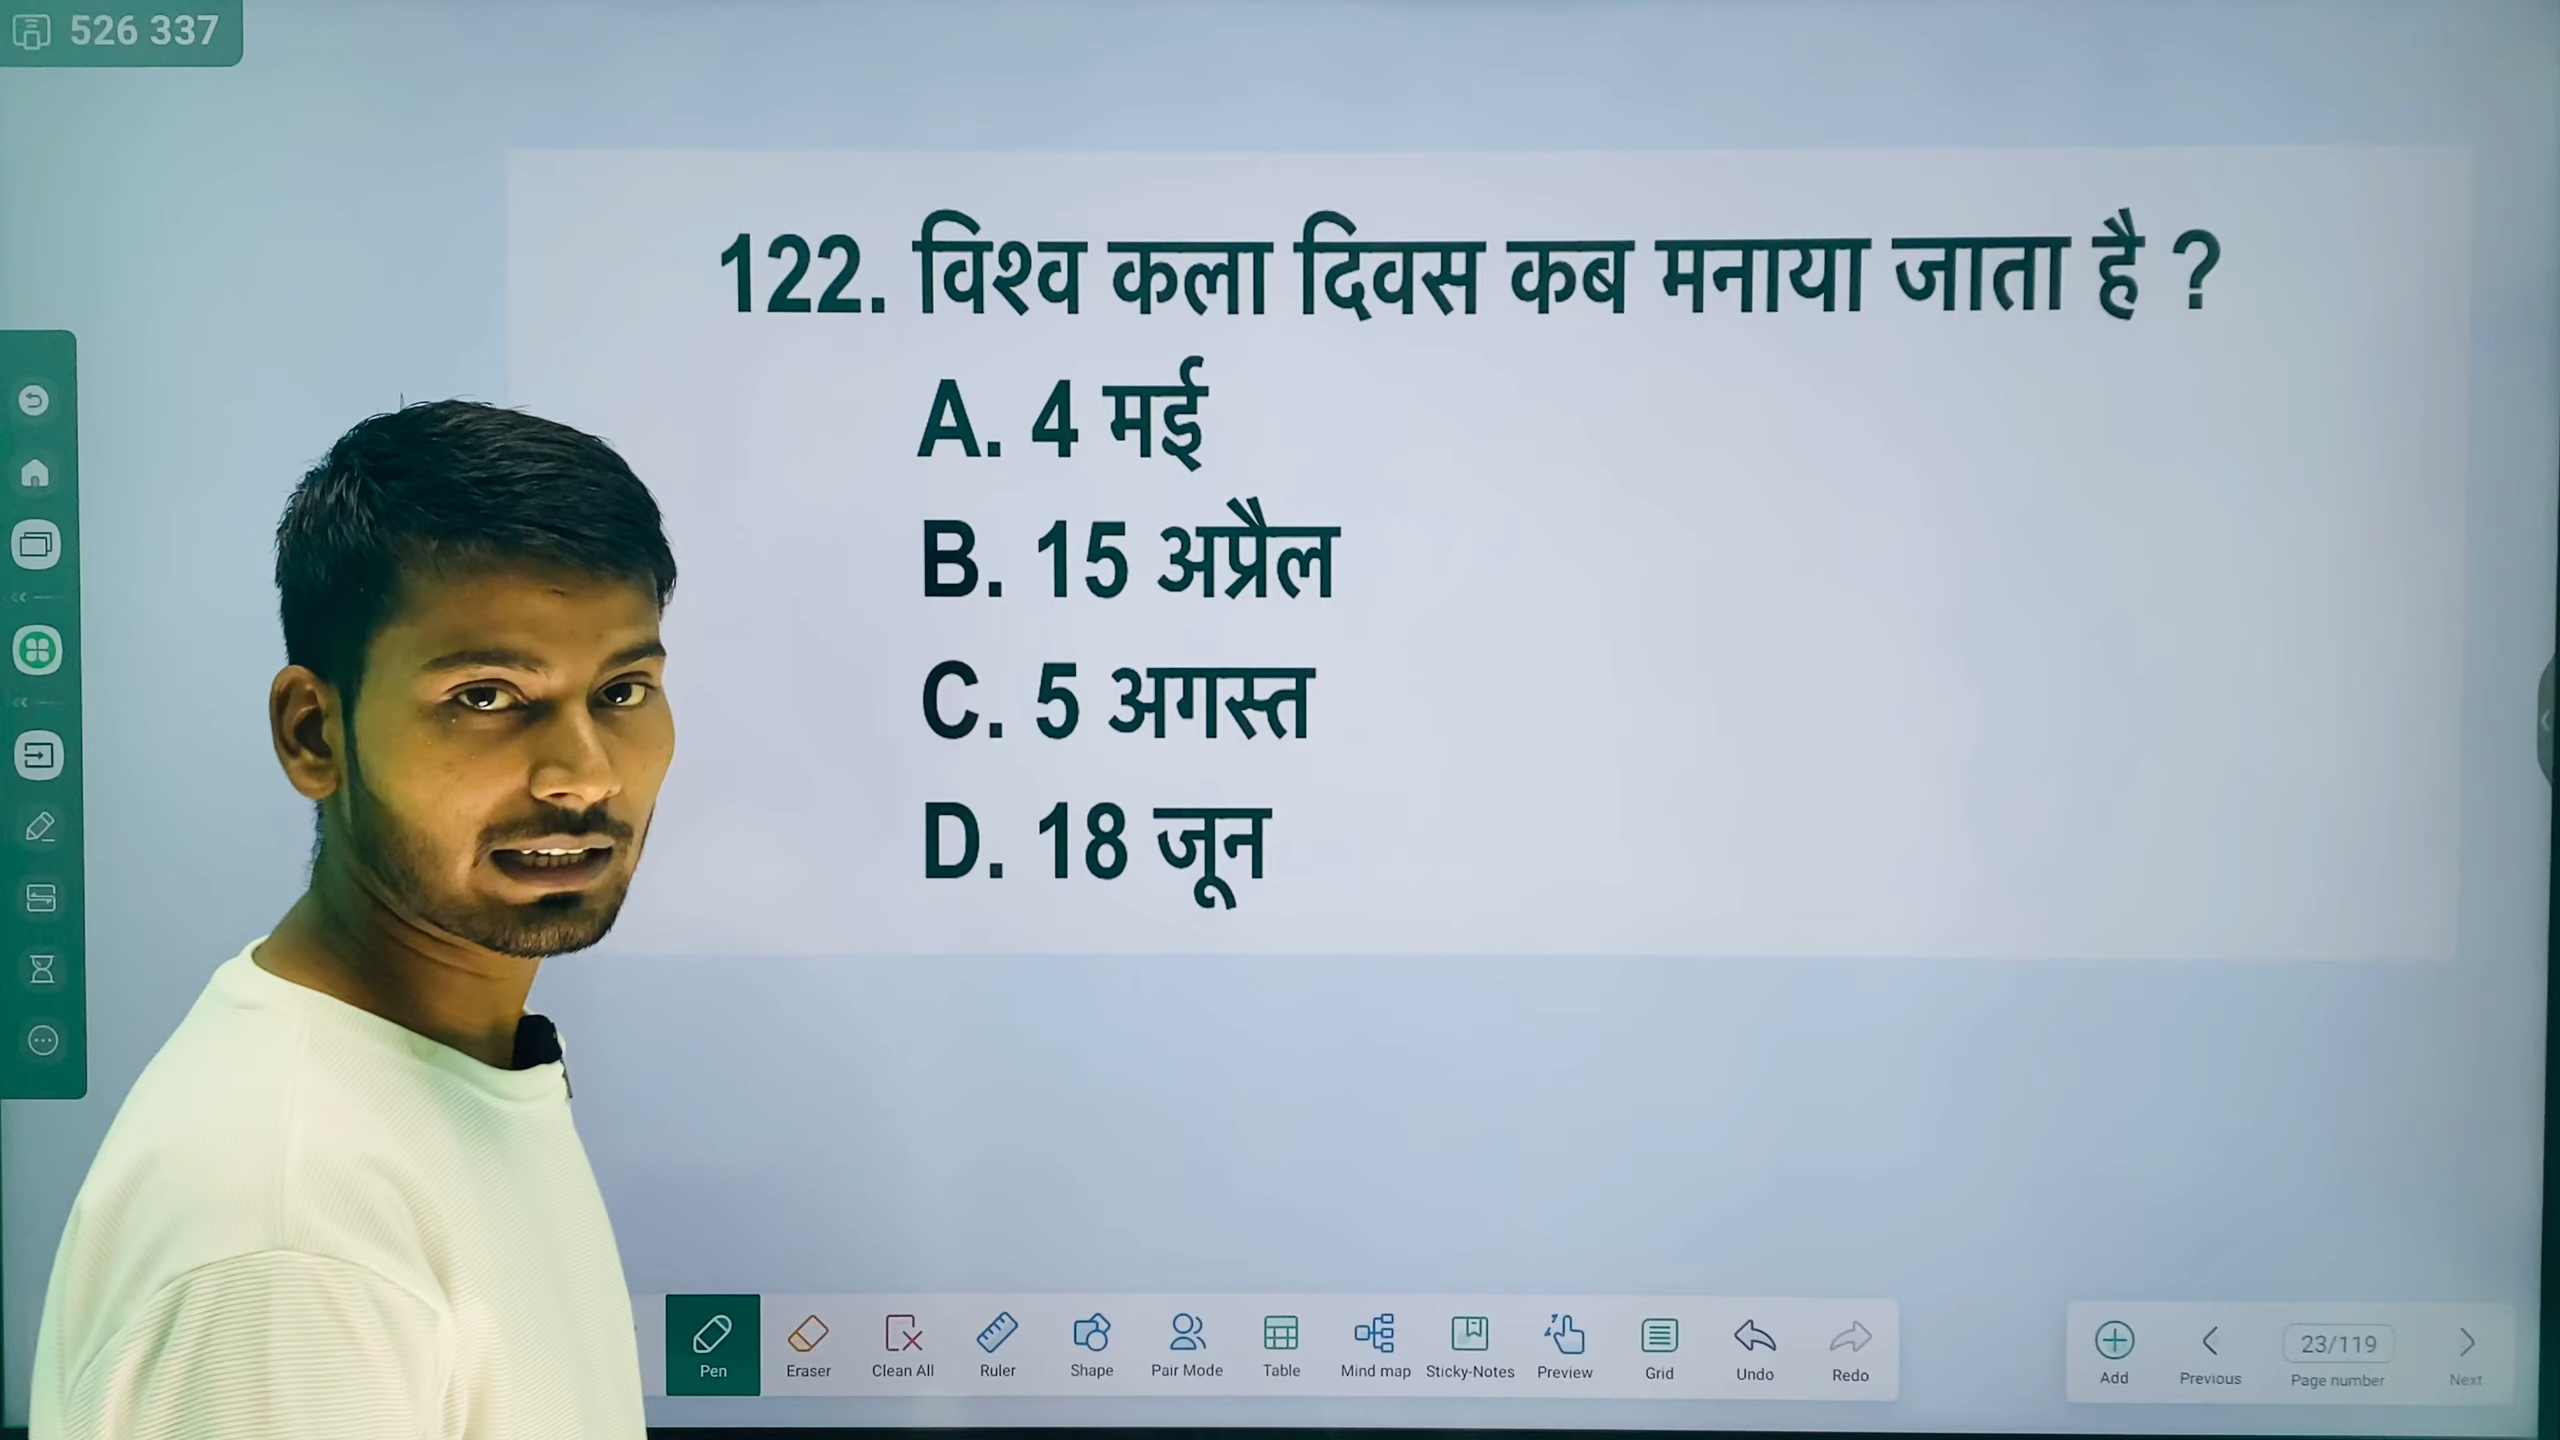 526 337
122. विश्व कला दिवस कब मनाया जाता है ?
A. 4 मई
B. 15 अप्रैल
C. 5 अगस्त
D. 18 जून
Pen Eraser Clean All Ruler Shape Pair Mode Table Mind map Sticky-Notes Preview Grid Undo Redo
23/119
Add Previous Page number Next